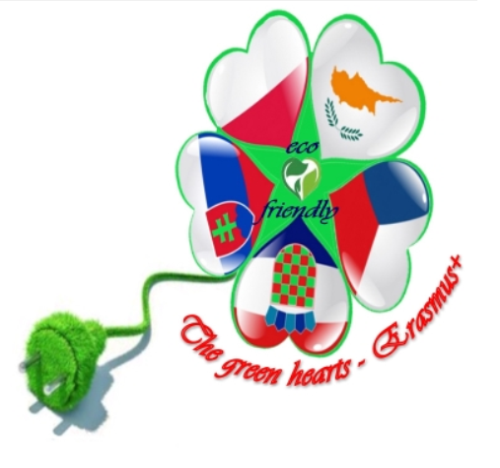 eco
friendly
The green hearts - Erasmus+